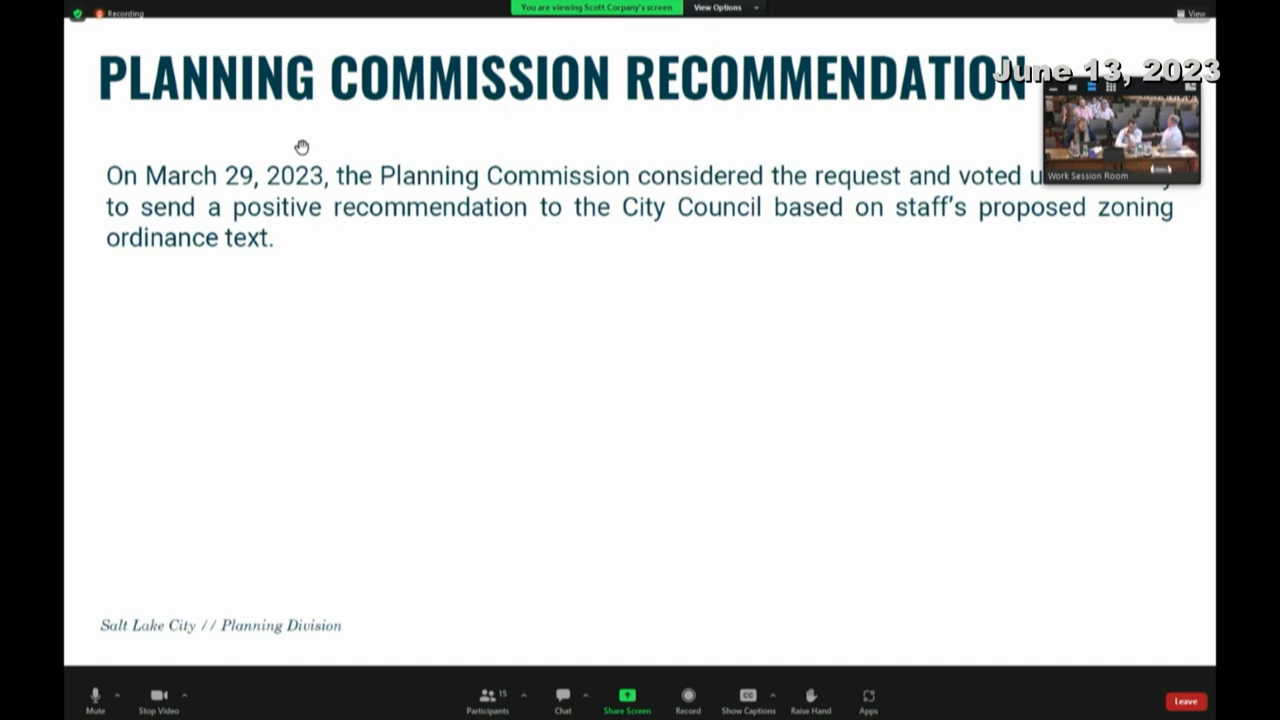 Recording
You are viewing Scott Corpany's screen
View Options
View
PLANNING COMMISSION RECOMMENDATION
June 13, 2023
Work Session Room
On March 29, 2023, the Planning Commission considered the request and voted
to send a positive recommendation to the City Council based on staff's proposed zoning
ordinance text.
Salt Lake City // Planning Division
Mute
Stop Video
Participants
15
Chat
Share Screen
Record
CC
Show Captions
Raise Hand
Apps
Leave